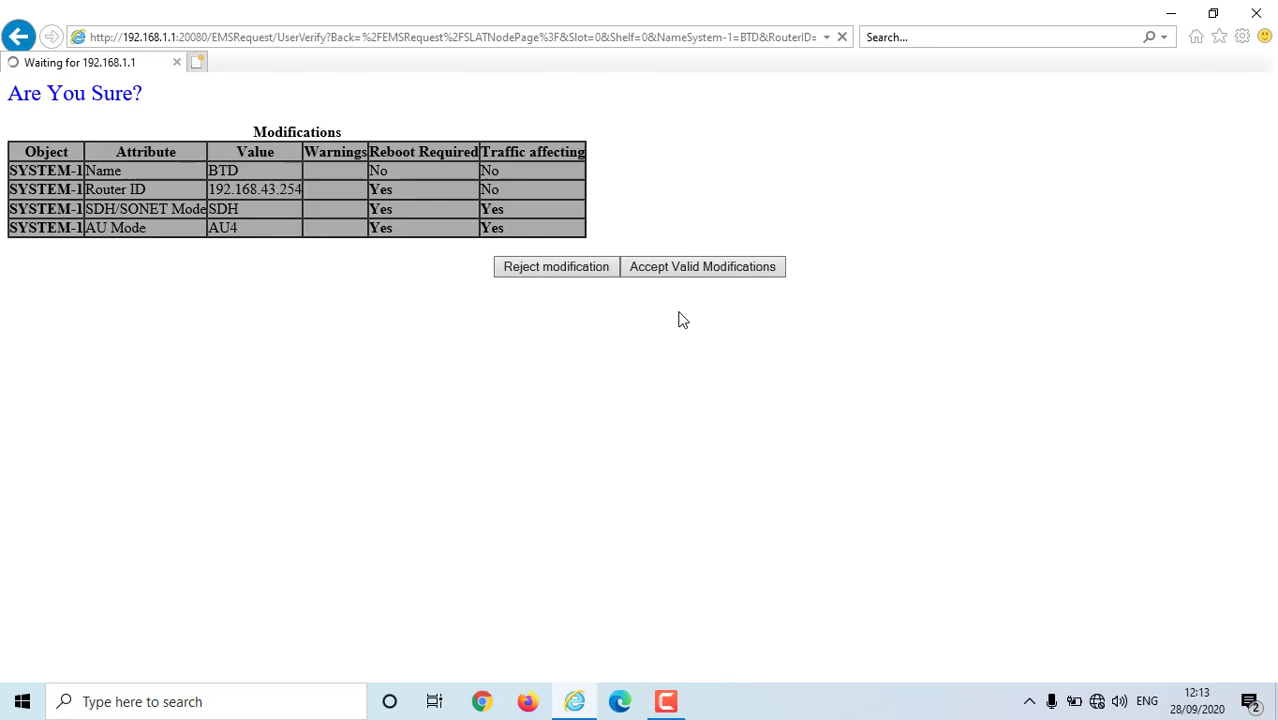 http://192.168.1.1:20080/EMSRequest/UserVerify?Back=%2FEMSRequest%2FSLATNodePage%3F&Slot=0&Shelf=0&NameSystem-1=BTD&RouterID=
Search...
Waiting for 192.168.1.1
Are You Sure?
Modifications
Object Attribute Value Warnings Reboot Required Traffic affecting
SYSTEM-1 Name BTD No No
SYSTEM-1 Router ID 192.168.43.254 Yes No
SYSTEM-1 SDH/SONET Mode SDH Yes Yes
SYSTEM-1 AU Mode AU4 Yes Yes
Reject modification Accept Valid Modifications
Type here to search
ENG
12:13
28/09/2020
2